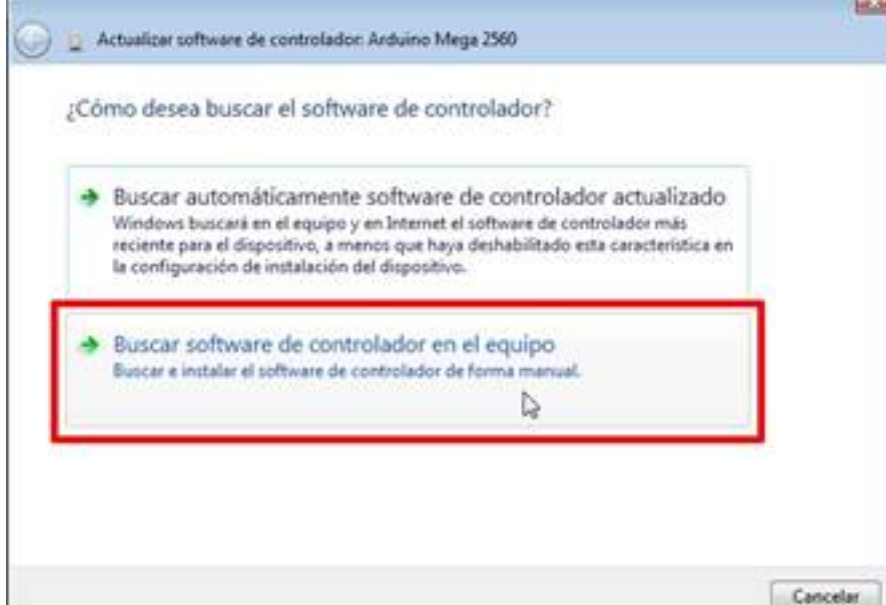 Actualizar software de controlador: Arduino Mega 2560
¿Cómo desea buscar el software de controlador?
Buscar automáticamente software de controlador actualizado
Windows buscará en el equipo y en Internet el software de controlador más
reciente para el dispositivo, a menos que haya deshabilitado esta característica en
la configuración de instalación del dispositivo.
Buscar software de controlador en el equipo
Buscar e instalar el software de controlador de forma manual.
Cancelar